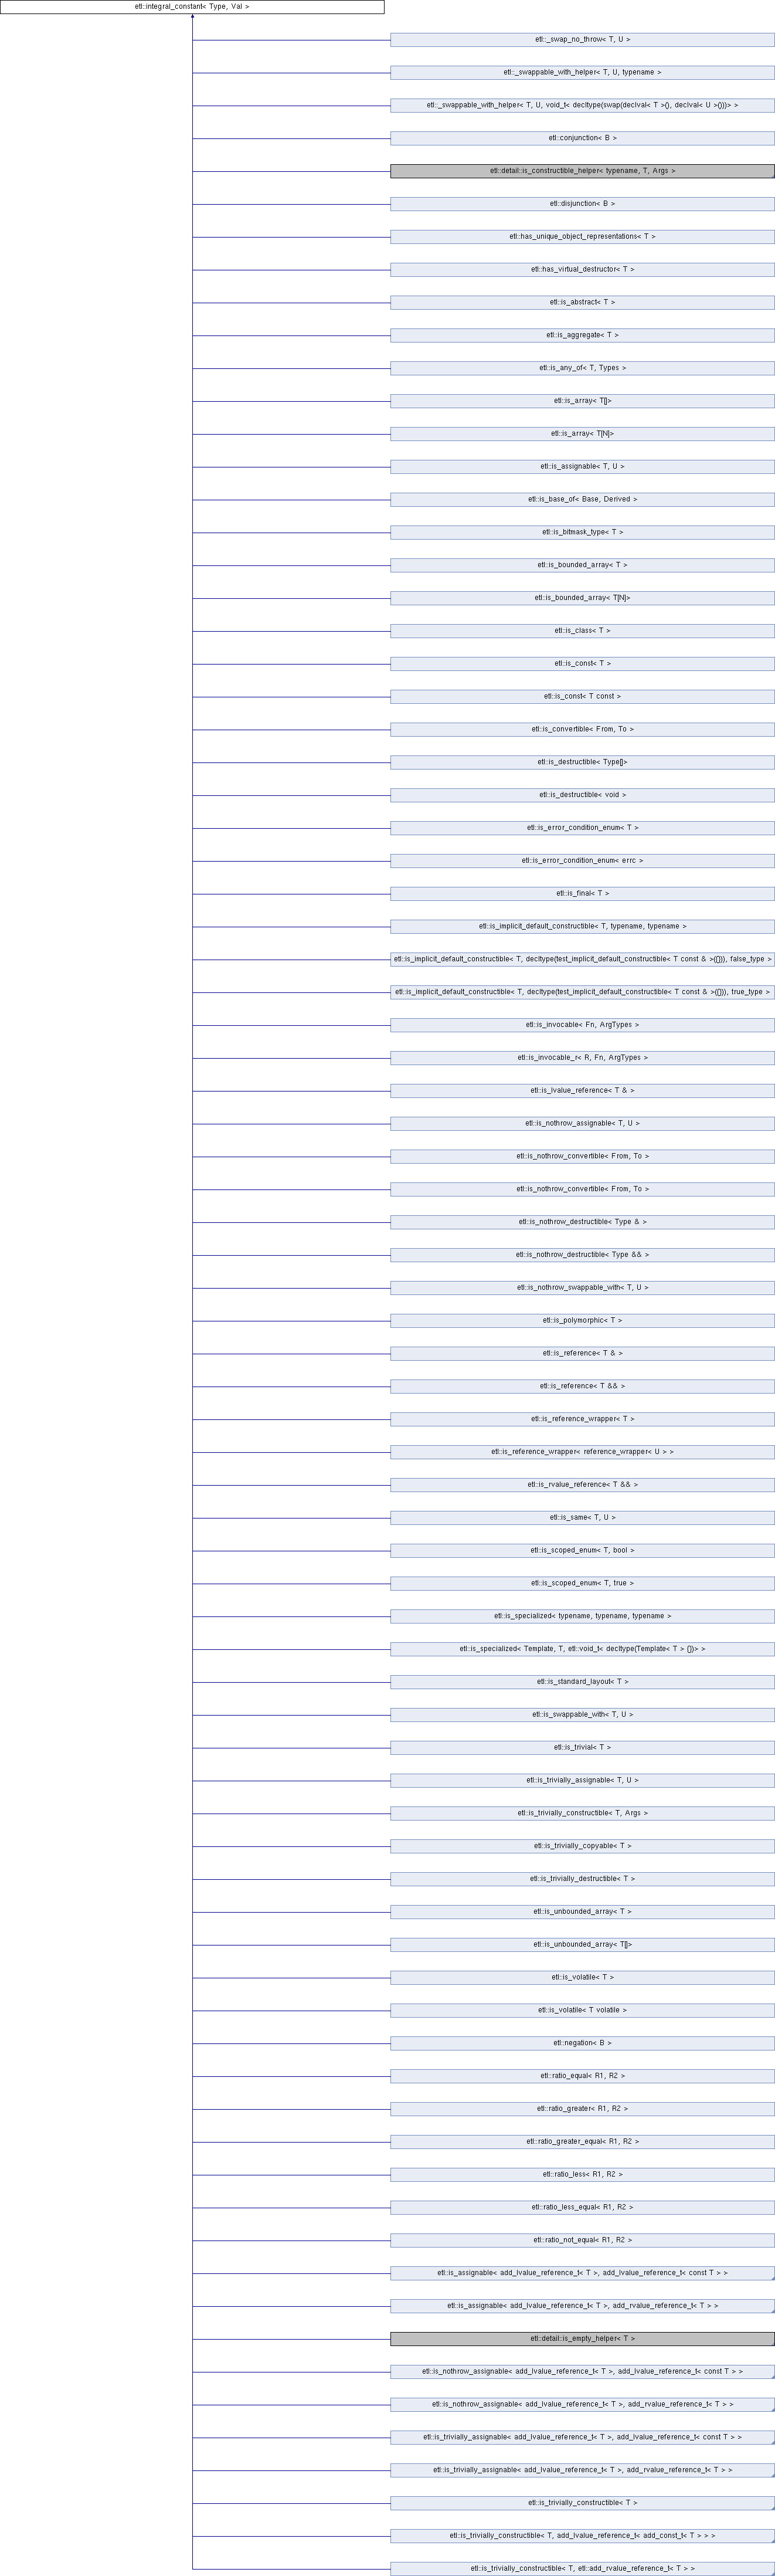 etl::integral_constant< Type, Val >
etl::_swap_no_throw< T, U >
etl::_swappable_with_helper< T, U, typename >
etl::_swappable_with_helper< T, U, void_t< decltype(swap(declval< T >(), declval< U >()))> >
etl::conjunction< B >
etl::detail::is_constructible_helper< typename, T, Args >
etl::disjunction< B >
etl::has_unique_object_representations< T >
etl::has_virtual_destructor< T >
etl::is_abstract< T >
etl::is_aggregate< T >
etl::is_any_of< T, Types >
etl::is_array< T[]>
etl::is_array< T[N]>
etl::is_assignable< T, U >
etl::is_base_of< Base, Derived >
etl::is_bitmask_type< T >
etl::is_bounded_array< T >
etl::is_bounded_array< T[N]>
etl::is_class< T >
etl::is_const< T >
etl::is_const< T const >
etl::is_convertible< From, To >
etl::is_destructible< Type[]>
etl::is_destructible< void >
etl::is_error_condition_enum< T >
etl::is_error_condition_enum< errc >
etl::is_final< T >
etl::is_implicit_default_constructible< T, typename, typename >
etl::is_implicit_default_constructible< T, decltype(test_implicit_default_constructible< T const & >({})), false_type >
etl::is_implicit_default_constructible< T, decltype(test_implicit_default_constructible< T const & >({})), true_type >
etl::is_invocable< Fn, ArgTypes >
etl::is_invocable_r< R, Fn, ArgTypes >
etl::is_lvalue_reference< T & >
etl::is_nothrow_assignable< T, U >
etl::is_nothrow_convertible< From, To >
etl::is_nothrow_convertible< From, To >
etl::is_nothrow_destructible< Type & >
etl::is_nothrow_destructible< Type && >
etl::is_nothrow_swappable_with< T, U >
etl::is_polymorphic< T >
etl::is_reference< T & >
etl::is_reference< T && >
etl::is_reference_wrapper< T >
etl::is_reference_wrapper< reference_wrapper< U > >
etl::is_rvalue_reference< T && >
etl::is_same< T, U >
etl::is_scoped_enum< T, bool >
etl::is_scoped_enum< T, true >
etl::is_specialized< typename, typename, typename >
etl::is_specialized< Template, T, etl::void_t< decltype(Template< T > {})> >
etl::is_standard_layout< T >
etl::is_swappable_with< T, U >
etl::is_trivial< T >
etl::is_trivially_assignable< T, U >
etl::is_trivially_constructible< T, Args >
etl::is_trivially_copyable< T >
etl::is_trivially_destructible< T >
etl::is_unbounded_array< T >
etl::is_unbounded_array< T[]>
etl::is_volatile< T >
etl::is_volatile< T volatile >
etl::negation< B >
etl::ratio_equal< R1, R2 >
etl::ratio_greater< R1, R2 >
etl::ratio_greater_equal< R1, R2 >
etl::ratio_less< R1, R2 >
etl::ratio_less_equal< R1, R2 >
etl::ratio_not_equal< R1, R2 >
etl::is_assignable< add_lvalue_reference_t< T >, add_lvalue_reference_t< const T > >
etl::is_assignable< add_lvalue_reference_t< T >, add_rvalue_reference_t< T > >
etl::detail::is_empty_helper< T >
etl::is_nothrow_assignable< add_lvalue_reference_t< T >, add_lvalue_reference_t< const T > >
etl::is_nothrow_assignable< add_lvalue_reference_t< T >, add_rvalue_reference_t< T > >
etl::is_trivially_assignable< add_lvalue_reference_t< T >, add_lvalue_reference_t< const T > >
etl::is_trivially_assignable< add_lvalue_reference_t< T >, add_rvalue_reference_t< T > >
etl::is_trivially_constructible< T >
etl::is_trivially_constructible< T, add_lvalue_reference_t< add_const_t< T > > >
etl::is_trivially_constructible< T, etl::add_rvalue_reference_t< T > >